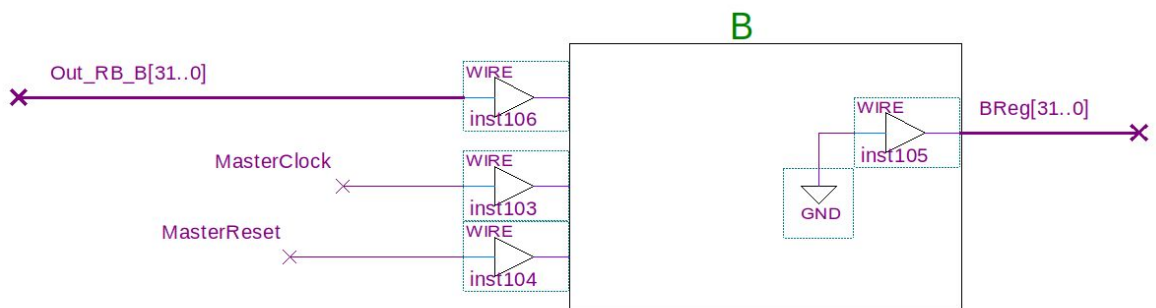 B
Out_RB_B[31..0]
WIRE
inst106
WIRE
inst105
BReg[31..0]
MasterClock
WIRE
inst103
GND
MasterReset
WIRE
inst104